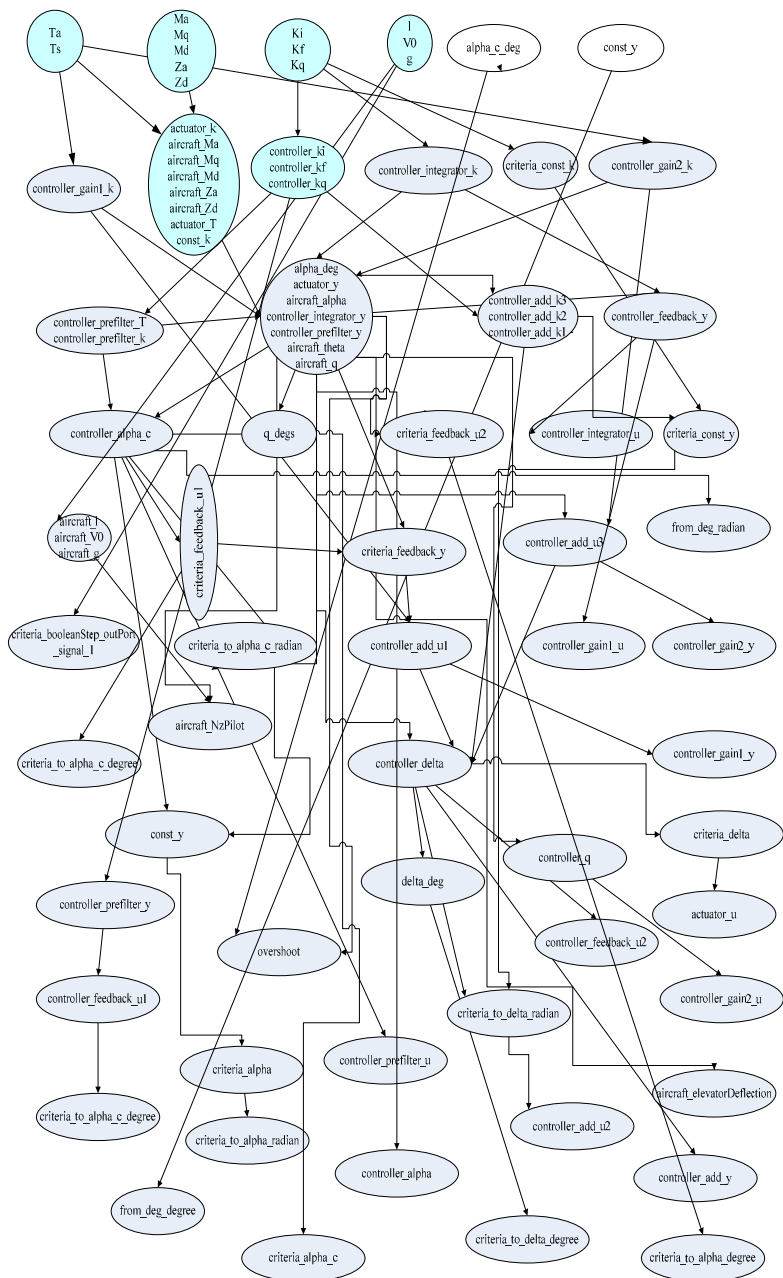 Ta
Ts
Ma
Mq
Md
Za
Zd
Ki
Kf
Kq
l
V0
g
alpha_c_deg
const_y
actuator_k
aircraft_Ma
aircraft_Mq
aircraft_Md
aircraft_Za
aircraft_Zd
actuator_T
const_k
controller_ki
controller_kf
controller_kq
controller_gain1_k
controller_integrator_k
criteria_const_k
controller_gain2_k
alpha_deg
actuator_y
aircraft_alpha
controller_integrator_y
controller_prefilter_y
aircraft_theta
aircraft_q
controller_add_k3
controller_add_k2
controller_add_k1
controller_prefilter_T
controller_prefilter_k
controller_feedback_y
controller_alpha_c
q_degs
criteria_feedback_u2
controller_integrator_u
criteria_const_y
criteria_feedback_u1
aircraft_l
aircraft_V0
aircraft_g
from_deg_radian
criteria_feedback_y
controller_add_u3
criteria_booleanStep_outPort
_signal_1
criteria_to_alpha_c_radian
controller_add_u1
controller_gain1_u
controller_gain2_y
aircraft_NzPilot
criteria_to_alpha_c_degree
controller_delta
controller_gain1_y
const_y
controller_q
criteria_delta
delta_deg
controller_prefilter_y
actuator_u
overshoot
controller_feedback_u2
controller_feedback_u1
controller_gain2_u
criteria_to_delta_radian
criteria_alpha
controller_prefilter_u
aircraft_elevatorDeflection
criteria_to_alpha_c_degree
criteria_to_alpha_radian
controller_add_u2
controller_alpha
controller_add_y
from_deg_degree
criteria_to_delta_degree
criteria_alpha_c
criteria_to_alpha_degree